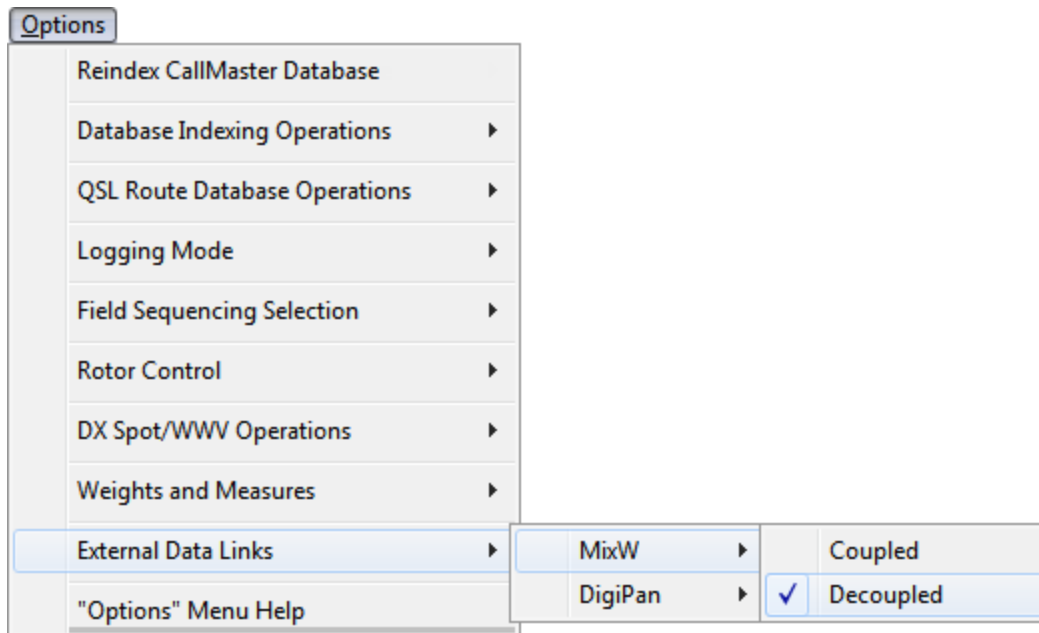 Options
Reindex CallMaster Database
Database Indexing Operations
QSL Route Database Operations
Logging Mode
Field Sequencing Selection
Rotor Control
DX Spot/WWV Operations
Weights and Measures
External Data Links
MixW
Coupled
DigiPan
Decoupled
"Options" Menu Help